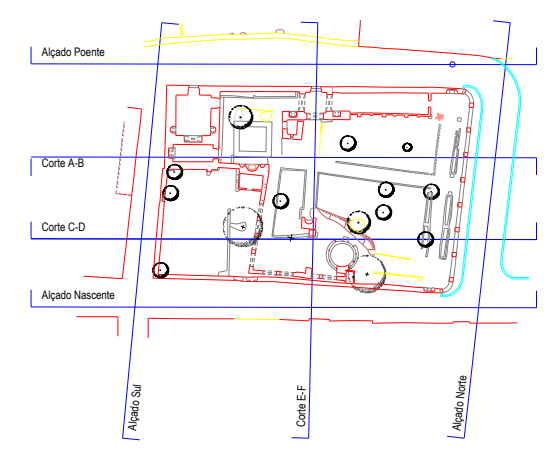 Alçado Poente
Corte A-B
Corte C-D
Alçado Nascente
Alçado Sul
Corte E-F
Alçado Norte